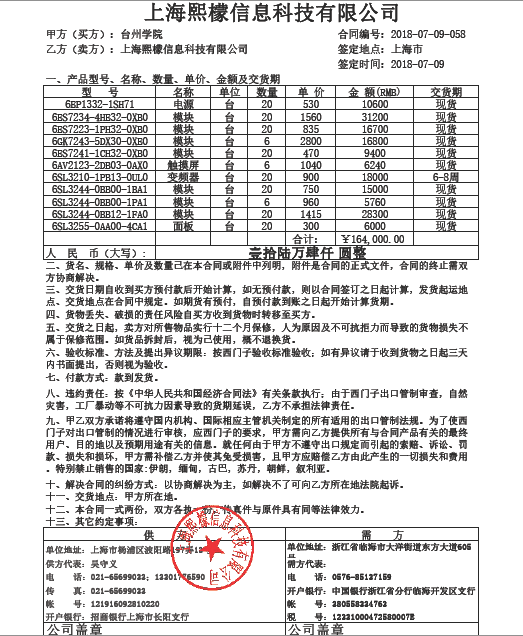 上海熙檬信息科技有限公司
甲方（买方）：台州学院 合同编号：2018-07-09-058
乙方（卖方）：上海熙檬信息科技有限公司 签定地点：上海市
签定时间：2018-07-09
一、产品型号、名称、数量、单价、金额及交货期
型 号 名称 单位 数量 单 价 金 额(RMB) 交货期
6BP1332-1SH71 电源 台 20 530 10600 现货
6BS7234-4HB32-0XB0 模块 台 20 1560 31200 现货
6BS7223-1PH32-0XB0 模块 台 20 835 16700 现货
6GK7243-5DX30-0XB0 模块 台 6 2800 16800 现货
6BS7241-1CH32-0XB0 模块 台 20 470 9400 现货
6AV2123-2DB03-0AX0 触摸屏 台 6 1040 6240 现货
6SL3210-1PB13-0UL0 变频器 台 20 900 18000 6-8周
6SL3244-0BB00-1BA1 模块 台 20 750 15000 现货
6SL3244-0BB00-1PA1 模块 台 6 960 5760 现货
6SL3244-0BB12-1FA0 模块 台 20 1415 28300 现货
6SL3255-0AA00-4CA1 面板 台 20 300 6000 现货
合计： ￥164,000.00
人 民 币（大写）： 壹拾陆万肆仟 圆整
二、货名、规格、单价及数量已在本合同或附件中列明，附件是合同的正式文件，合同的终止需双
方协商解决。
三、交货日期自收到买方预付款后开始计算，如无预付款，则以合同签订之日起计算，发货起运地
点、交货地点在合同中规定。如期货有预付，自预付款到账之日起开始计算货期。
四、货物丢失、破损的责任风险自买方收到货物时转移至买方。
五、交货之日起，卖方对所售物品实行十二个月保修，人为原因及不可抗拒力而导致的货物损失不
属于保修范围。如货品拆封后，视为已使用，概不退换货。
六、验收标准、方法及提出异议期限：按西门子验收标准验收；如有异议请于收到货物之日起三天
内书面提出，否则视为验收。
七、付款方式：款到发货。
八、违约责任：按《中华人民共和国经济合同法》有关条款执行；由于西门子出口管制审查，自然
灾害，工厂暴动等不可抗力因素导致的货期延误，乙方不承担法律责任。
九、甲乙双方承诺将遵守国内机构、国际相应主管机关制定的所有适用的出口管制法规。为了使西
门子对出口管制的情况进行审核，应西门子的要求，甲方需向乙方提供所有与合同产品有关的最终
用户、目的地以及预期用途有关的信息。就任何由于甲方不遵守出口规定而引起的索赔、诉讼、罚
款、损失和损坏，甲方需补偿乙方并使其免受损害，且甲方应赔偿乙方由此产生的一切损失和费用
。特别禁止销售的国家:伊朗，缅甸，古巴，苏丹，朝鲜，叙利亚。
十、解决合同的纠纷方式：以协商解决为主，如解决不了可向乙方所在地法院起诉。
十一、交货地点：甲方所在地。
十二、本合同一式两份，双方各执一份，传真件与原件具有同等法律效力。
十三、其它约定事项：
供 方 需 方
单位地址：上海市杨浦区波阳路197弄 单位地址：浙江省临海市大洋街道东方大道605
号
供方代表：吴守义 需方代表：
电 话：021-65699033；13301776590 电 话：0576-85137159
传 真：021-65699033 开户银行：中国银行浙江省分行临海开发区支行
帐 号：121916092810220 帐 号：380558334763
开户银行：招商银行上海市长阳支行 税 号：12331000472580007E
公司盖章 公司盖章
上海熙檬信息科技有限公司